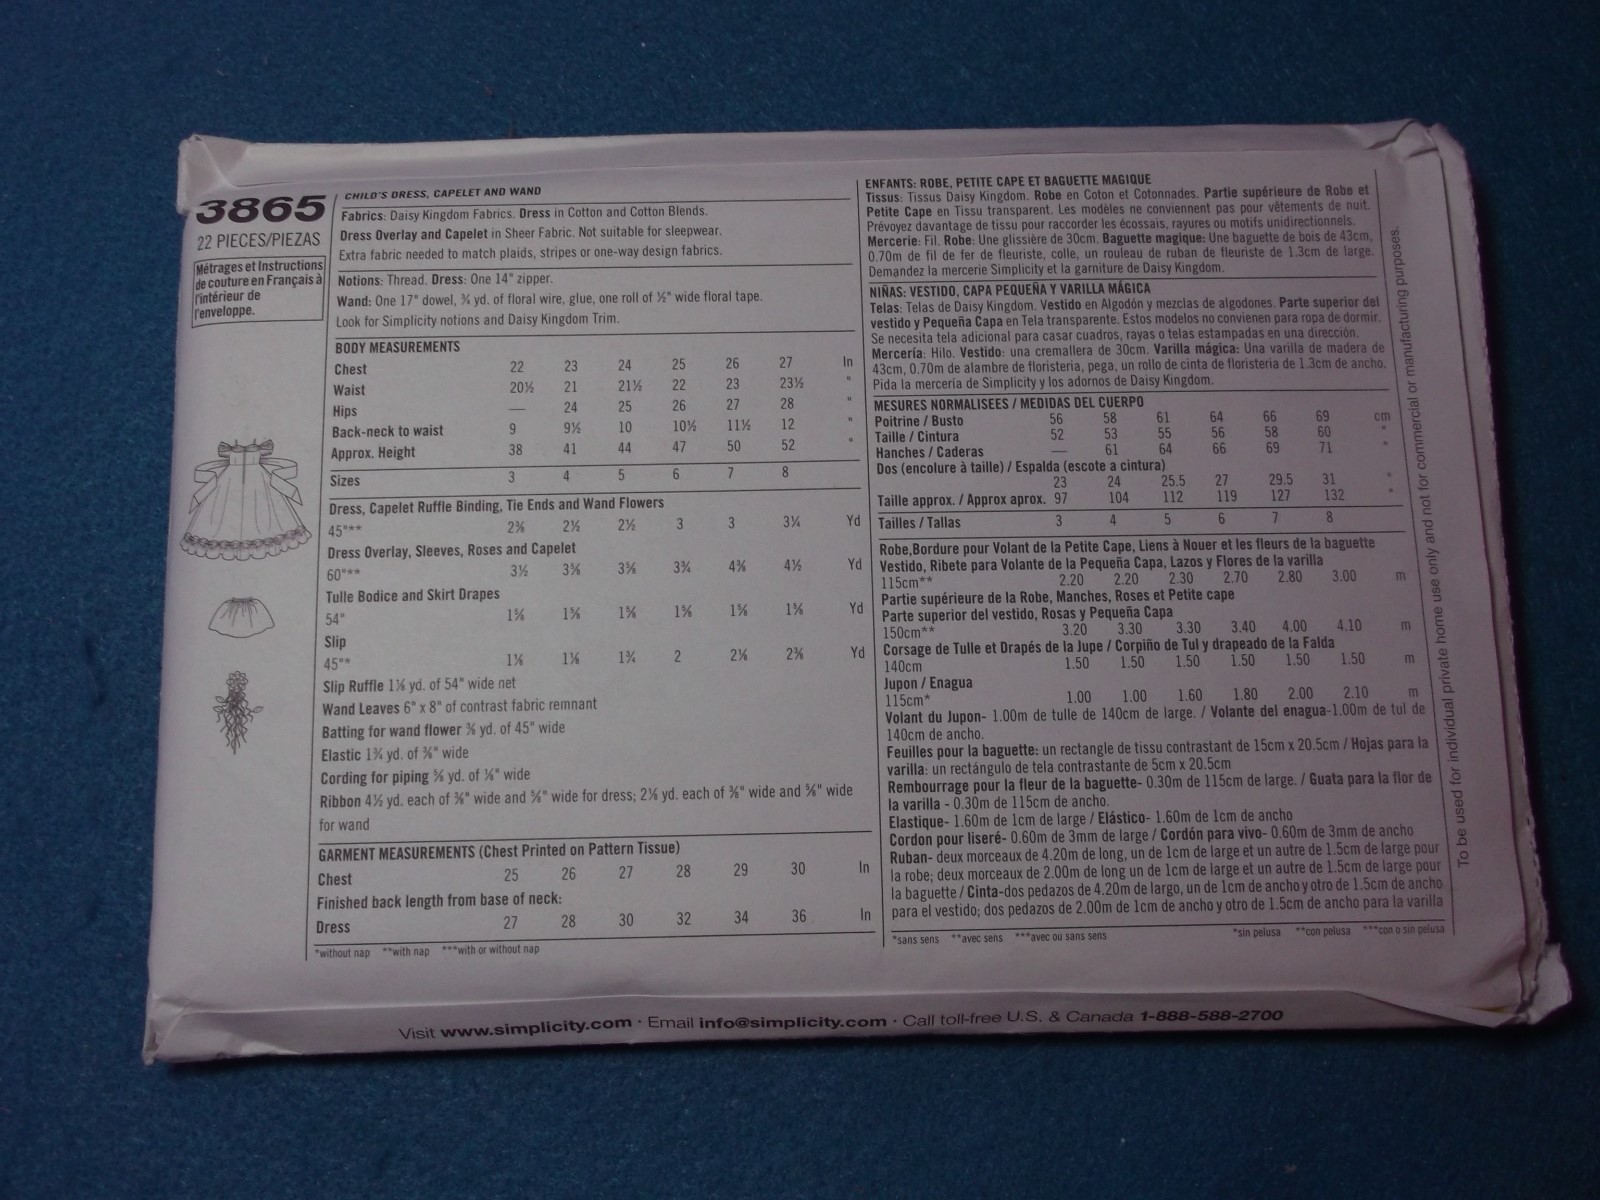 3865
22 PIECES/PIEZAS
Métrages et Instructions
de couture en Français à
l'intérieur de
l'enveloppe.
CHILD'S DRESS, CAPELET AND WAND
Fabrics: Daisy Kingdom Fabrics. Dress in Cotton and Cotton Blends.
Dress Overlay and Capelet in Sheer Fabric. Not suitable for sleepwear.
Extra fabric needed to match plaids, stripes or one-way design fabrics.
Notions: Thread. Dress: One 14" zipper.
Wand: One 17" dowel, ¾ yd. of floral wire, glue, one roll of ½" wide floral tape.
Look for Simplicity notions and Daisy Kingdom Trim.
BODY MEASUREMENTS
Chest 22 23 24 25 26 27 In
Waist 20½ 21 21½ 22 23 23½ "
Hips — 24 25 26 27 28 "
Back-neck to waist 9 9½ 10 10½ 11½ 12 "
Approx. Height 38 41 44 47 50 52 "
Sizes 3 4 5 6 7 8
Dress, Capelet Ruffle Binding, Tie Ends and Wand Flowers
45"** 2⅜ 2½ 2½ 3 3 3¼ Yd
Dress Overlay, Sleeves, Roses and Capelet
60"** 3½ 3⅝ 3⅝ 3¾ 4⅜ 4½ Yd
Tulle Bodice and Skirt Drapes
54" 1⅝ 1⅝ 1⅝ 1⅝ 1⅝ 1⅝ Yd
Slip
45"* 1⅛ 1⅛ 1¾ 2 2⅛ 2⅜ Yd
Slip Ruffle 1⅛ yd. of 54" wide net
Wand Leaves 6" x 8" of contrast fabric remnant
Batting for wand flower ⅜ yd. of 45" wide
Elastic 1¾ yd. of ⅜" wide
Cording for piping ⅝ yd. of ⅛" wide
Ribbon 4½ yd. each of ⅜" wide and ⅝" wide for dress; 2⅛ yd. each of ⅜" wide and ⅝" wide
for wand
GARMENT MEASUREMENTS (Chest Printed on Pattern Tissue)
Chest 25 26 27 28 29 30 In
Finished back length from base of neck:
Dress 27 28 30 32 34 36 In
*without nap **with nap ***with or without nap
ENFANTS: ROBE, PETITE CAPE ET BAGUETTE MAGIQUE
Tissus: Tissus Daisy Kingdom. Robe en Coton et Cotonnades. Partie supérieure de Robe et
Petite Cape en Tissu transparent. Les modèles ne conviennent pas pour vêtements de nuit.
Prévoyez davantage de tissu pour raccorder les écossais, rayures ou motifs unidirectionnels.
Mercerie: Fil. Robe: Une glissière de 30cm. Baguette magique: Une baguette de bois de 43cm,
0.70m de fil de fer de fleuriste, colle, un rouleau de ruban de fleuriste de 1.3cm de large.
Demandez la mercerie Simplicity et la garniture de Daisy Kingdom.
NIÑAS: VESTIDO, CAPA PEQUEÑA Y VARILLA MÁGICA
Telas: Telas de Daisy Kingdom. Vestido en Algodón y mezclas de algodones. Parte superior del
vestido y Pequeña Capa en Tela transparente. Estos modelos no convienen para ropa de dormir.
Se necesita tela adicional para casar cuadros, rayas o telas estampadas en una dirección.
Mercería: Hilo. Vestido: una cremallera de 30cm. Varilla mágica: Una varilla de madera de
43cm, 0.70m de alambre de floristeria, pega, un rollo de cinta de floristeria de 1.3cm de ancho.
Pida la mercería de Simplicity y los adornos de Daisy Kingdom.
MESURES NORMALISEES / MEDIDAS DEL CUERPO
Poitrine / Busto 56 58 61 64 66 69 cm
Taille / Cintura 52 53 55 56 58 60 "
Hanches / Caderas — 61 64 66 69 71 "
Dos (encolure à taille) / Espalda (escote a cintura)
23 24 25.5 27 29.5 31 "
Taille approx. / Approx aprox. 97 104 112 119 127 132 "
Tailles / Tallas 3 4 5 6 7 8
Robe,Bordure pour Volant de la Petite Cape, Liens à Nouer et les fleurs de la baguette
Vestido, Ribete para Volante de la Pequeña Capa, Lazos y Flores de la varilla
115cm** 2.20 2.20 2.30 2.70 2.80 3.00 m
Partie supérieure de la Robe, Manches, Roses et Petite cape
Parte superior del vestido, Rosas y Pequeña Capa
150cm** 3.20 3.30 3.30 3.40 4.00 4.10 m
Corsage de Tulle et Drapés de la Jupe / Corpiño de Tul y drapeado de la Falda
140cm 1.50 1.50 1.50 1.50 1.50 1.50 m
Jupon / Enagua
115cm* 1.00 1.00 1.60 1.80 2.00 2.10 m
Volant du Jupon- 1.00m de tulle de 140cm de large. / Volante del enagua-1.00m de tul de
140cm de ancho.
Feuilles pour la baguette: un rectangle de tissu contrastant de 15cm x 20.5cm / Hojas para la
varilla: un rectángulo de tela contrastante de 5cm x 20.5cm
Rembourrage pour la fleur de la baguette- 0.30m de 115cm de large. / Guata para la flor de
la varilla - 0.30m de 115cm de ancho.
Elastique- 1.60m de 1cm de large / Elástico- 1.60m de 1cm de ancho
Cordon pour liseré- 0.60m de 3mm de large / Cordón para vivo- 0.60m de 3mm de ancho
Ruban- deux morceaux de 4.20m de long, un de 1cm de large et un autre de 1.5cm de large pour
la robe; deux morceaux de 2.00m de long un de 1cm de large et un autre de 1.5cm de large pour
la baguette / Cinta-dos pedazos de 4.20m de largo, un de 1cm de ancho y otro de 1.5cm de ancho
para el vestido; dos pedazos de 2.00m de 1cm de ancho y otro de 1.5cm de ancho para la varilla
*sans sens **avec sens ***avec ou sans sens *sin pelusa **con pelusa ***con o sin pelusa
To be used for individual private home use only and not for commercial or manufacturing purposes.
Visit www.simplicity.com · Email info@simplicity.com · Call toll-free U.S. & Canada 1-888-588-2700